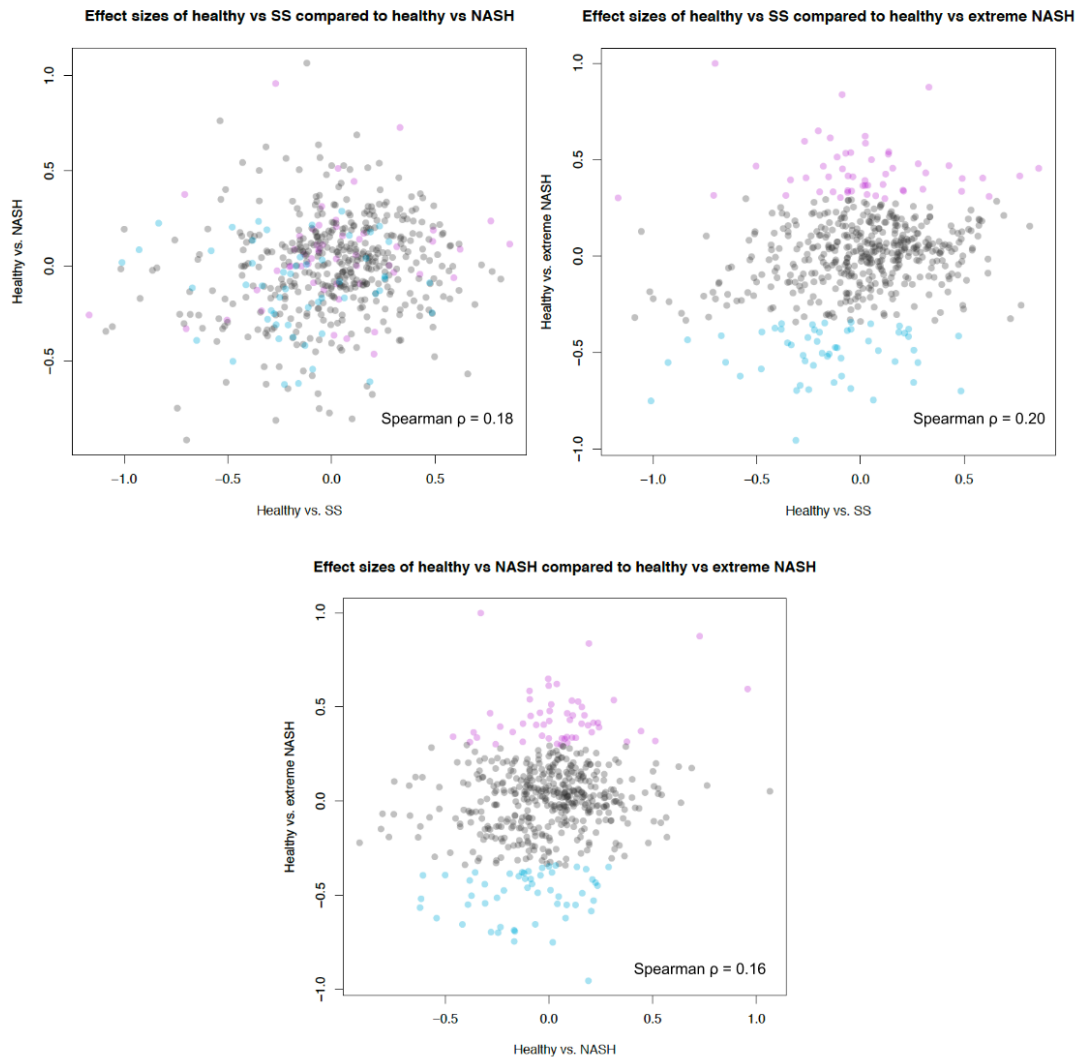 Effect sizes of healthy vs SS compared to healthy vs NASH
Healthy vs. NASH
1.0
0.5
0.0
−0.5
Spearman ρ = 0.18
−1.0 −0.5 0.0 0.5
Healthy vs. SS
Effect sizes of healthy vs SS compared to healthy vs extreme NASH
Healthy vs. extreme NASH
1.0
0.5
0.0
−0.5
−1.0
Spearman ρ = 0.20
−1.0 −0.5 0.0 0.5
Healthy vs. SS
Effect sizes of healthy vs NASH compared to healthy vs extreme NASH
Healthy vs. extreme NASH
1.0
0.5
0.0
−0.5
−1.0
Spearman ρ = 0.16
−0.5 0.0 0.5 1.0
Healthy vs. NASH